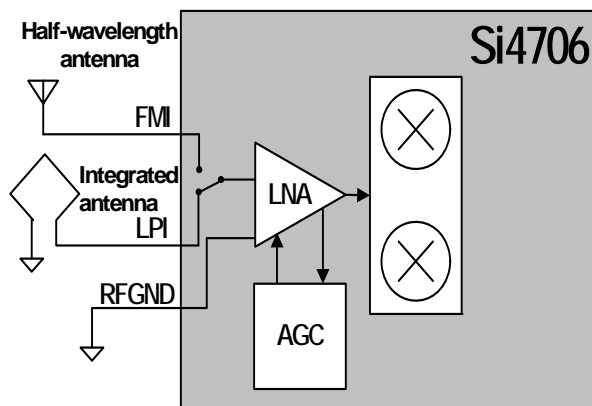 Half-wavelength
antenna
Si4706
FMI
Integrated
antenna
LNA
LPI
RFGND
AGC